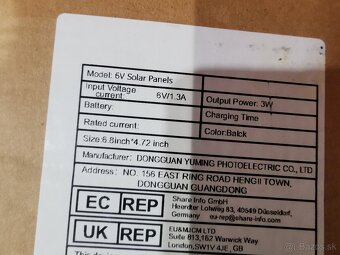 Model: 6V Solar Panels
Input Voltage
current: 6V/1.3A
Output Power: 3W
Battery:
Charging Time
Rated current:
Color:Balck
Size:6.8inch*4.72 inch
Manufacturer: DONGGUAN YUMING PHOTOELECTRIC CO., LTD
Address: NO. 156 EAST RING ROAD HENGLI TOWN,
DONGGUAN GUANGDONG
EC REP
Share Info GmbH
Heerdter Lohweg 83, 40549 Düsseldorf,
Germany eu-rep@share-info.com
UK REP
EU&MJCM LTD
Suite 813,162 Warwick Way
London,SW1V 4JE, GB
bazos.sk